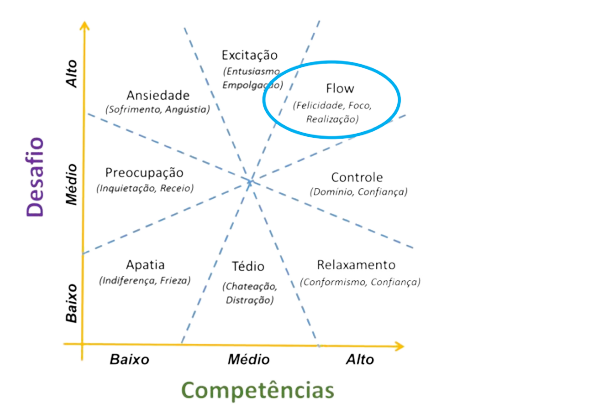 Desafio
Alto
Médio
Baixo
Excitação
(Entusiasmo,
Empolgação)
Flow
(Felicidade, Foco,
Realização)
Ansiedade
(Sofrimento, Angústia)
Preocupação
(Inquietação, Receio)
Controle
(Domínio, Confiança)
Apatia
(Indiferença, Frieza)
Tédio
(Chateação,
Distração)
Relaxamento
(Conformismo, Confiança)
Baixo
Médio
Alto
Competências